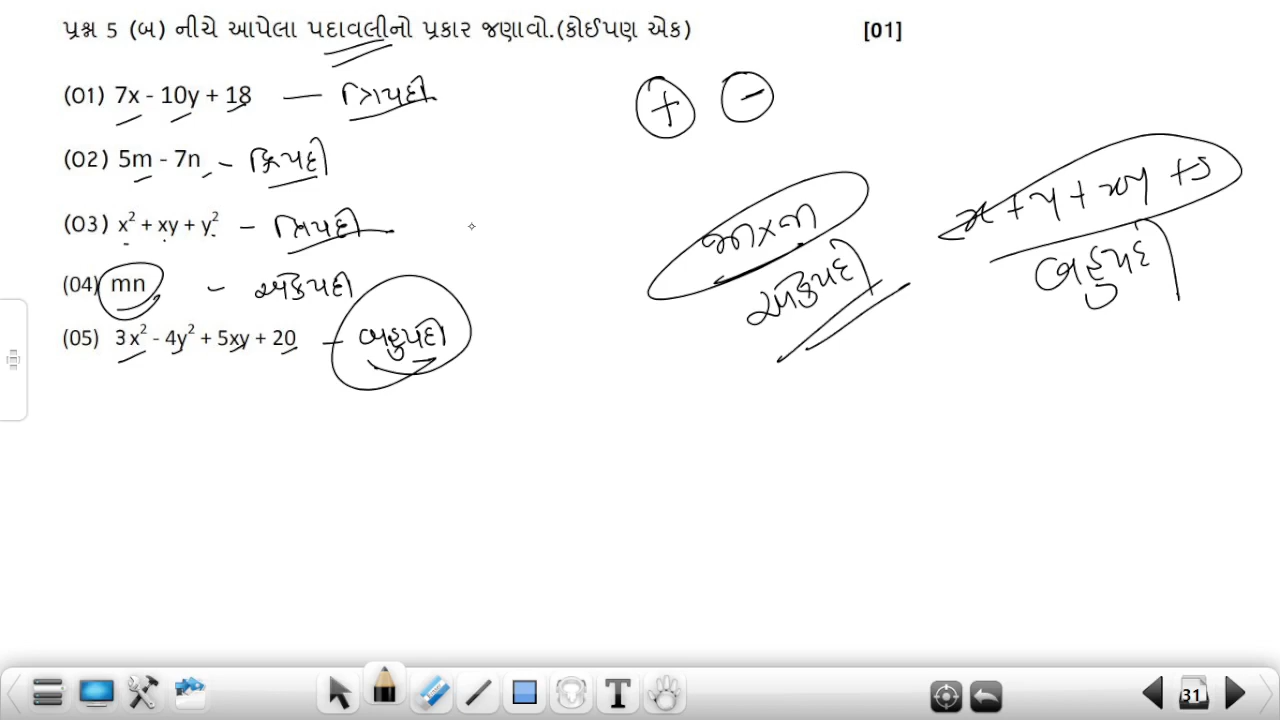 પ્રશ્ન 5 (બ) નીચે આપેલા પદાવલીનો પ્રકાર જણાવો.(કોઈપણ એક) [01]
(01) 7x - 10y + 18 — ત્રિપદી
(02) 5m - 7n - દ્વિપદી
(03) x² + xy + y² - ત્રિપદી
(04) mn - એકપદી
(05) 3x² - 4y² + 5xy + 20 - બહુપદી
+ -
એકપદી
x + y + xy + 5
બહુપદી
31